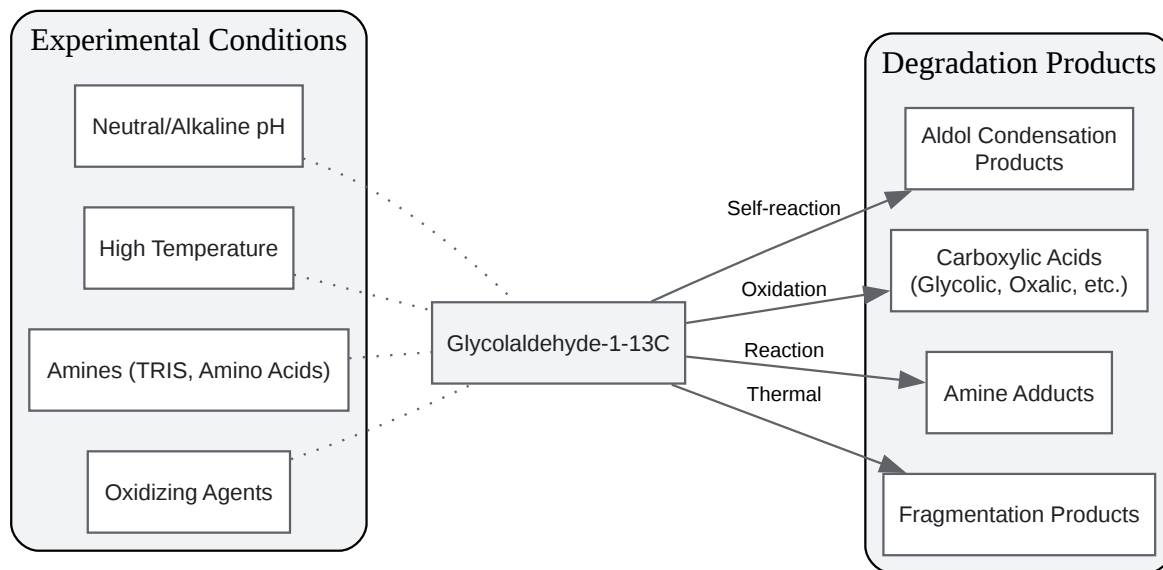 Experimental Conditions
Neutral/Alkaline pH
High Temperature
Amines (TRIS, Amino Acids)
Oxidizing Agents
Glycolaldehyde-1-13C
Self-reaction
Oxidation
Reaction
Thermal
Degradation Products
Aldol Condensation
Products
Carboxylic Acids
(Glycolic, Oxalic, etc.)
Amine Adducts
Fragmentation Products